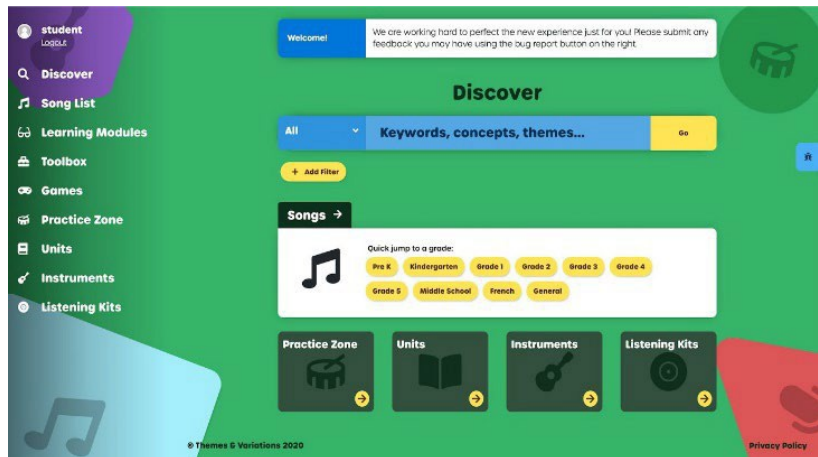 student
Logout
Discover
Song List
Learning Modules
Toolbox
Games
Practice Zone
Units
Instruments
Listening Kits
Welcome!
We are working hard to perfect the new experience just for you! Please submit any
feedback you may have using the bug report button on the right.
Discover
All
Keywords, concepts, themes...
Go
+ Add Filter
Songs →
Quick jump to a grade:
Pre K Kindergarten Grade 1 Grade 2 Grade 3 Grade 4
Grade 5 Middle School French General
Practice Zone Units Instruments Listening Kits
© Themes & Variations 2020
Privacy Policy